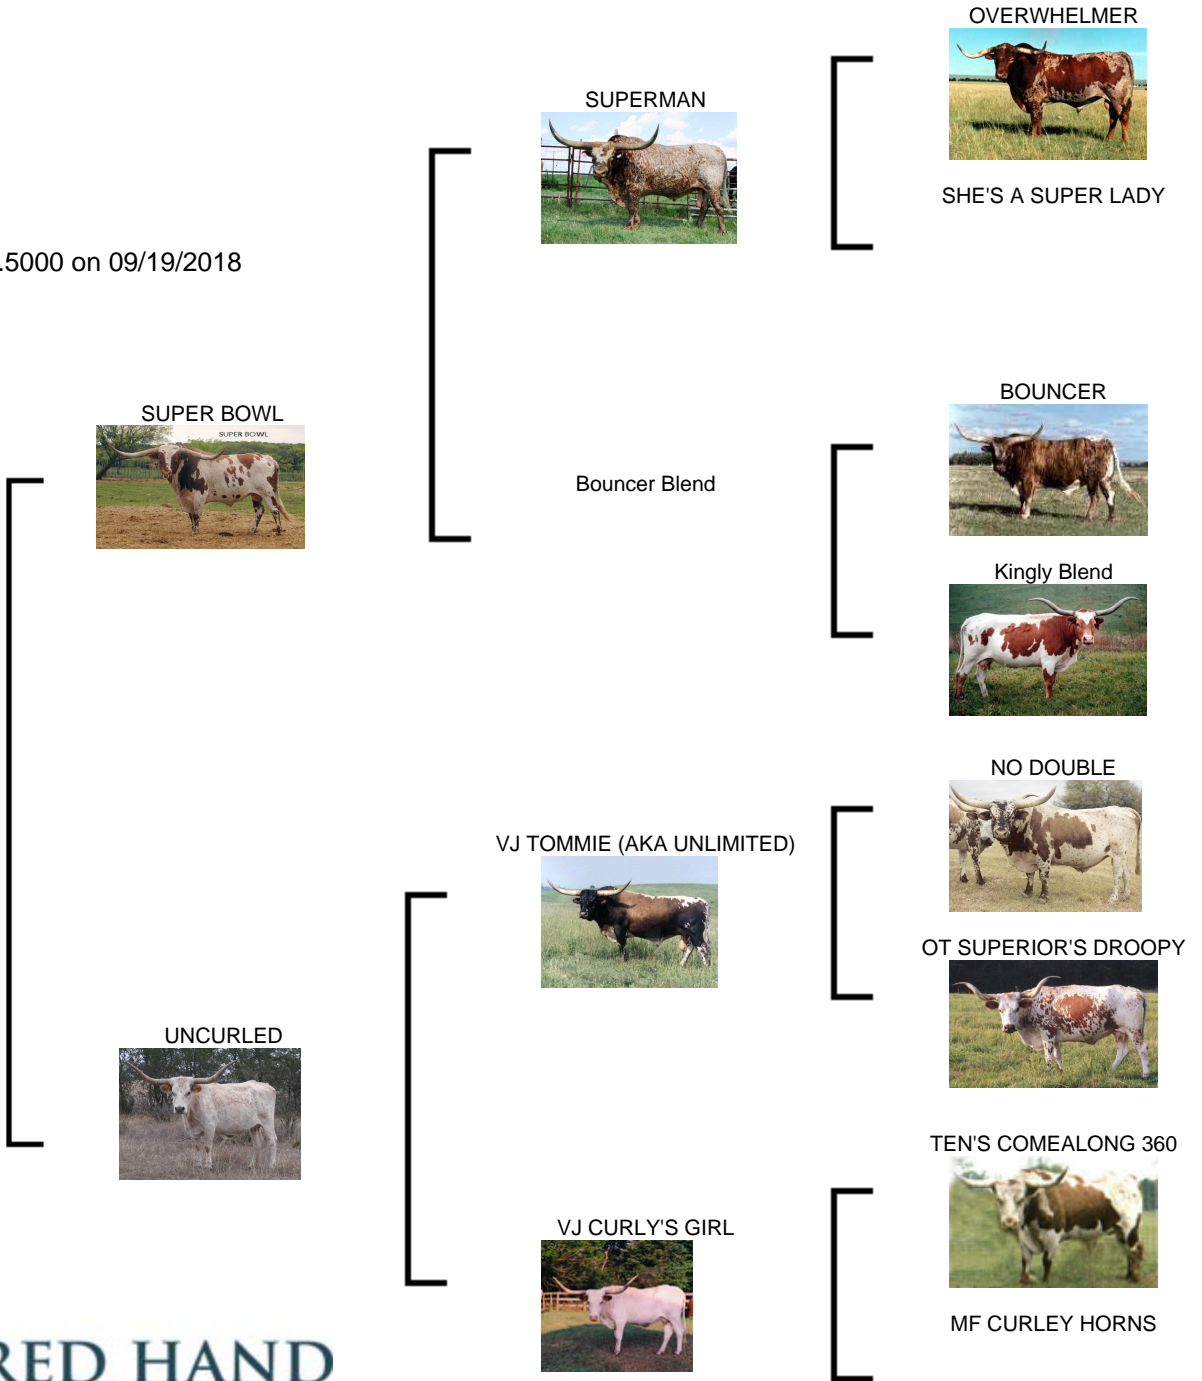 OVERWHELMER
SUPERMAN
SHE'S A SUPER LADY
.5000 on 09/19/2018
BOUNCER
SUPER BOWL
SUPER BOWL
Bouncer Blend
Kingly Blend
NO DOUBLE
VJ TOMMIE (AKA UNLIMITED)
OT SUPERIOR'S DROOPY
UNCURLED
TEN'S COMEALONG 360
VJ CURLY'S GIRL
MF CURLEY HORNS
RED HAND